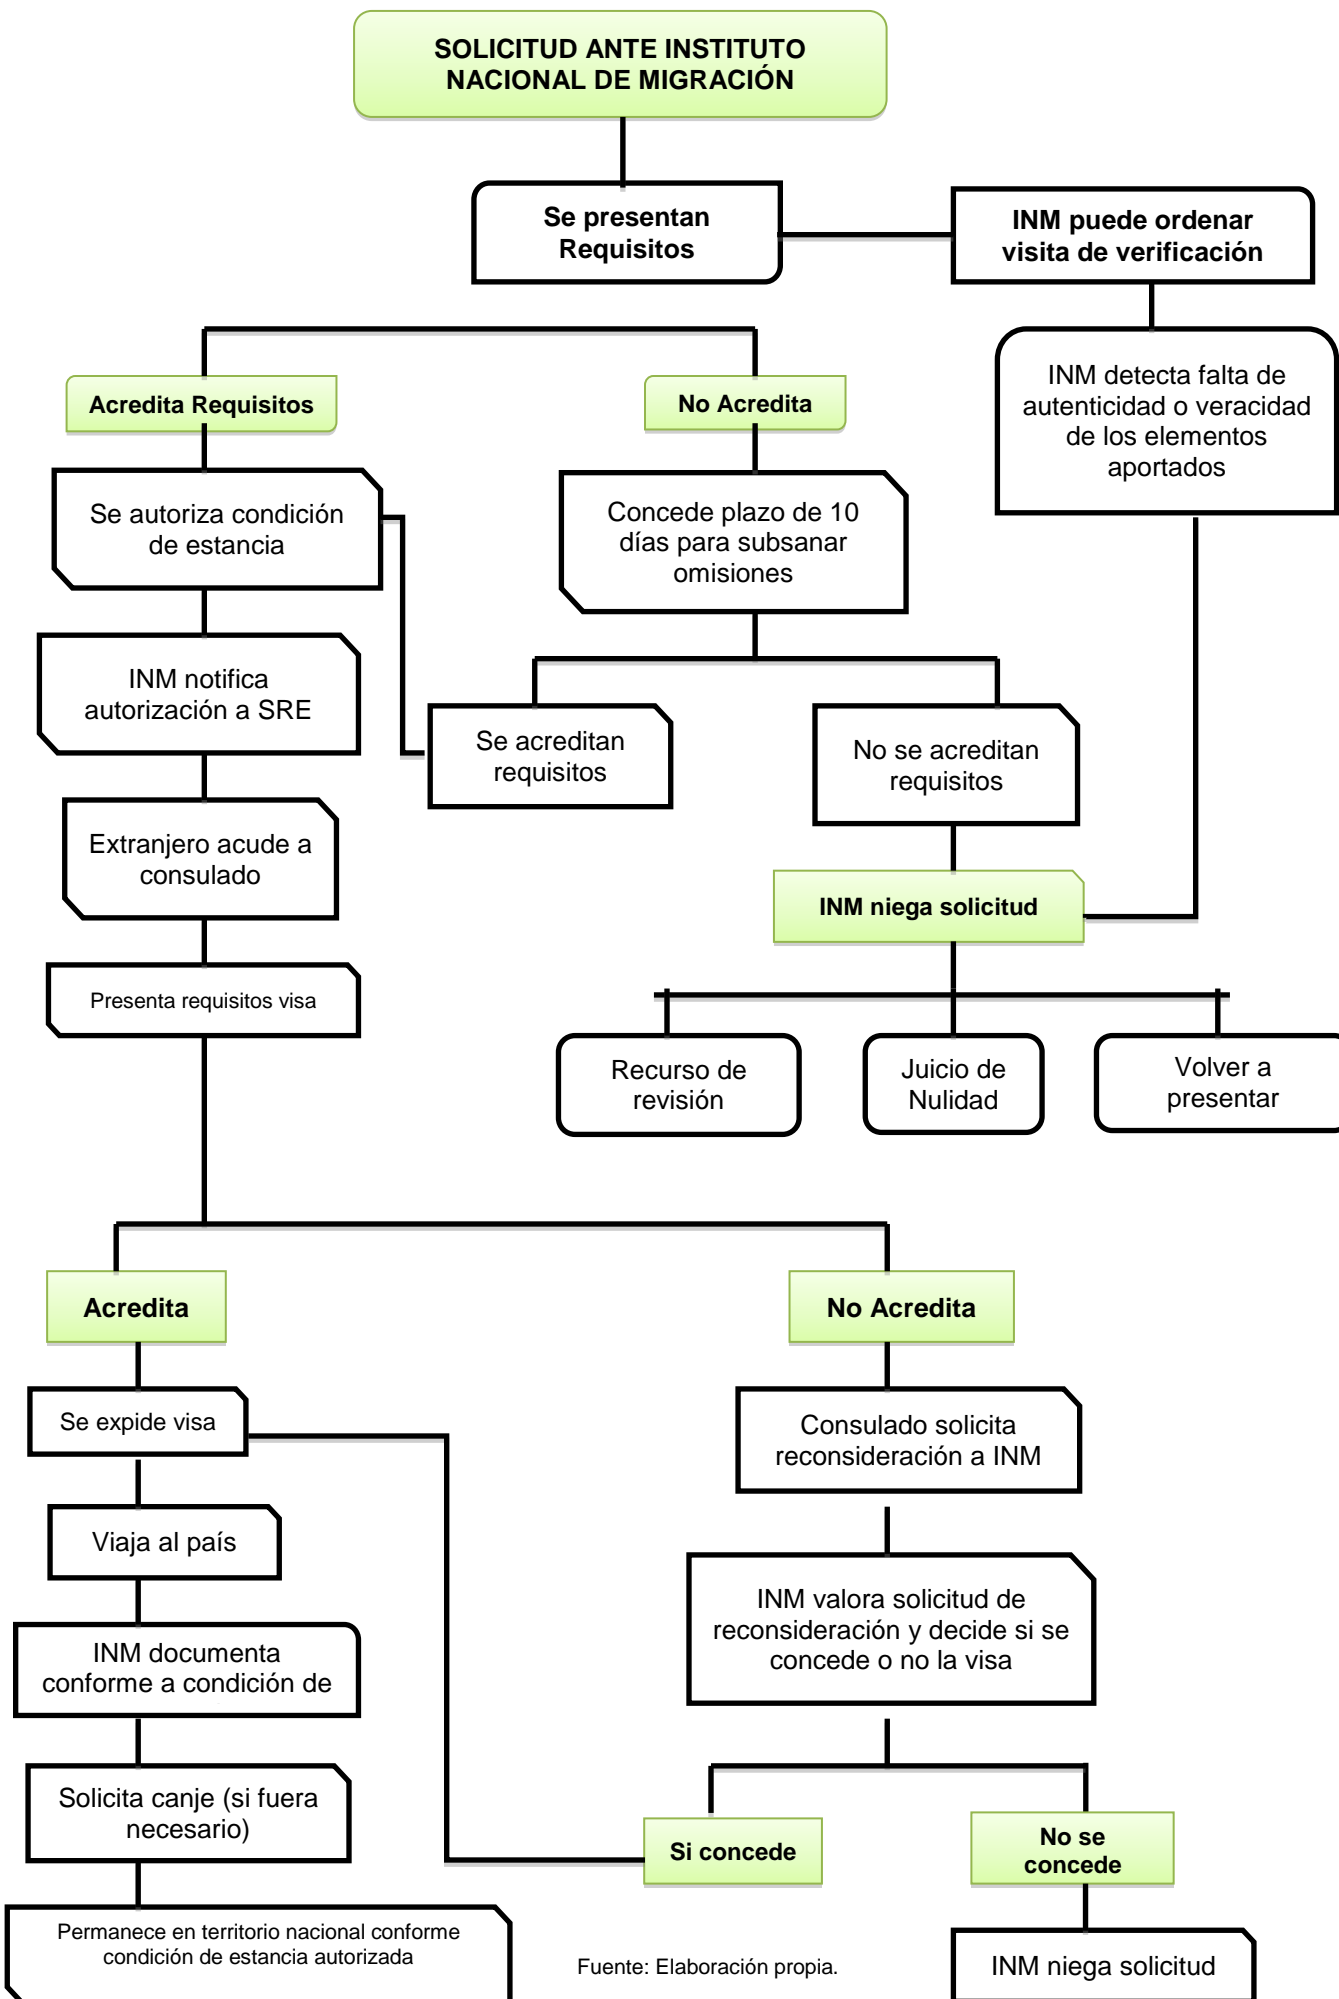 SOLICITUD ANTE INSTITUTO
NACIONAL DE MIGRACIÓN
Se presentan
Requisitos
INM puede ordenar
visita de verificación
INM detecta falta de
autenticidad o veracidad
de los elementos
aportados
Acredita Requisitos
No Acredita
Se autoriza condición
de estancia
Concede plazo de 10
días para subsanar
omisiones
INM notifica
autorización a SRE
Se acreditan
requisitos
No se acreditan
requisitos
Extranjero acude a
consulado
INM niega solicitud
Presenta requisitos visa
Recurso de
revisión
Juicio de
Nulidad
Volver a
presentar
Acredita
No Acredita
Se expide visa
Consulado solicita
reconsideración a INM
Viaja al país
INM valora solicitud de
reconsideración y decide si se
concede o no la visa
INM documenta
conforme a condición de
Solicita canje (si fuera
necesario)
Si concede
No se
concede
Permanece en territorio nacional conforme
condición de estancia autorizada
Fuente: Elaboración propia.
INM niega solicitud